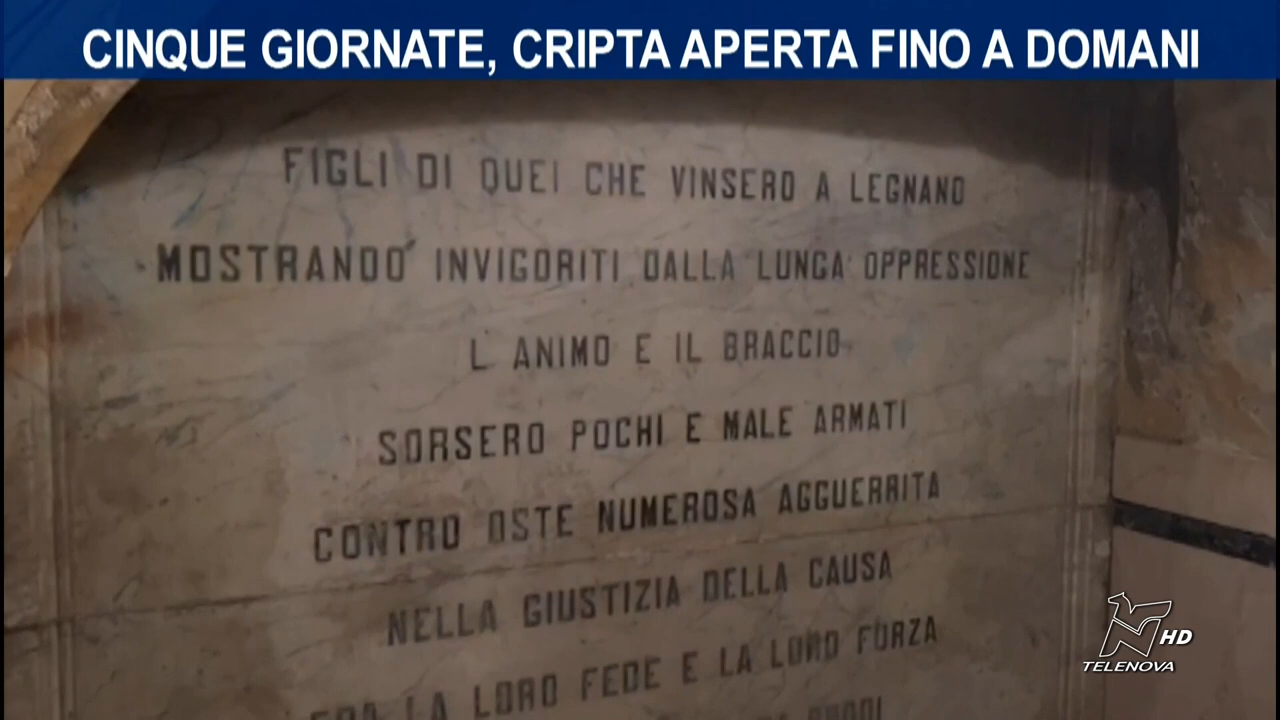 CINQUE GIORNATE, CRIPTA APERTA FINO A DOMANI
FIGLI DI QUEI CHE VINSERO A LEGNANO
MOSTRANDO INVIGORITI DALLA LUNGA OPPRESSIONE
L ANIMO E IL BRACCIO
SORSERO POCHI E MALE ARMATI
CONTRO OSTE NUMEROSA AGGUERRITA
NELLA GIUSTIZIA DELLA CAUSA
LA LORO FEDE E LA LORO FORZA
HD
TELENOVA